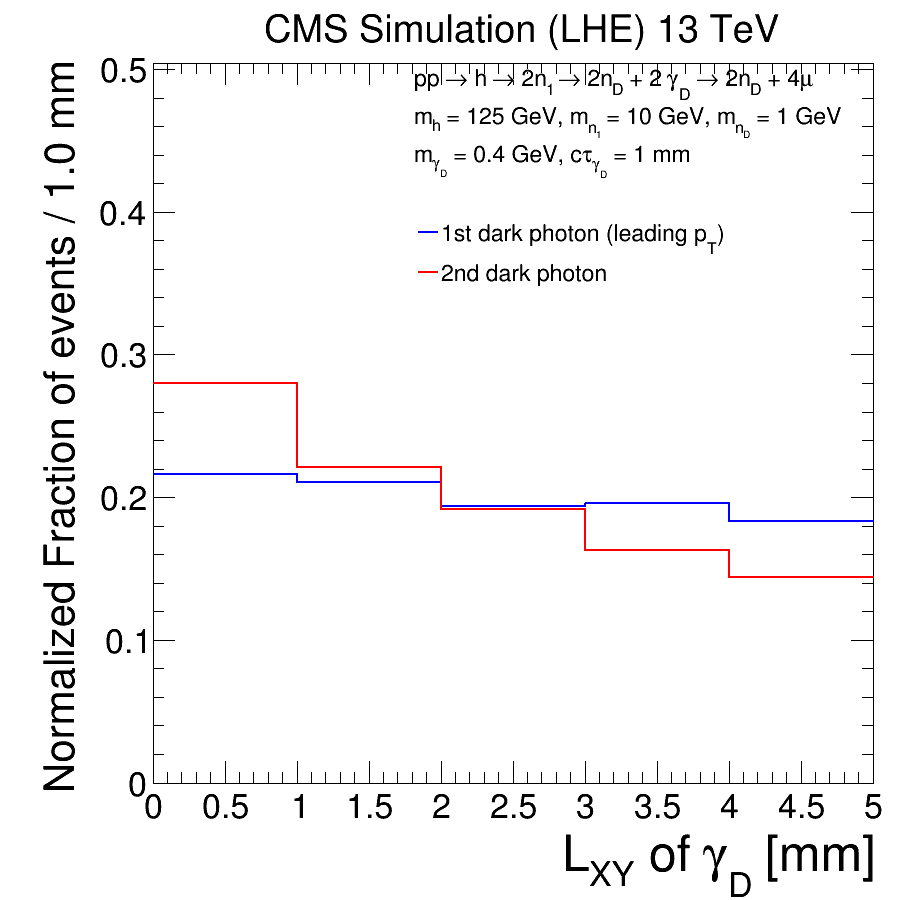 CMS Simulation (LHE) 13 TeV
pp → h → 2n₁ → 2n_D + 2 γ_D → 2n_D + 4μ
m_h = 125 GeV, m_n₁ = 10 GeV, m_n_D = 1 GeV
m_γ_D = 0.4 GeV, cτ_γ_D = 1 mm
1st dark photon (leading p_T)
2nd dark photon
Normalized Fraction of events / 1.0 mm
0.5
0.4
0.3
0.2
0.1
0
0 0.5 1 1.5 2 2.5 3 3.5 4 4.5 5
L_XY of γ_D [mm]